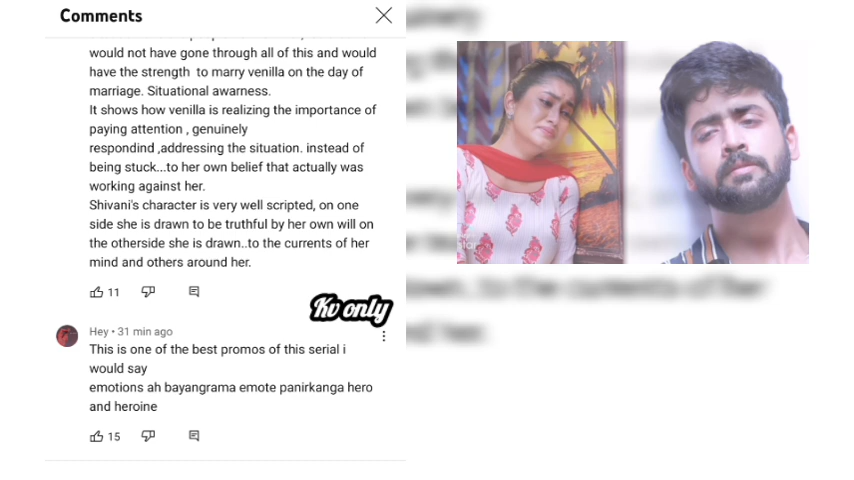 Comments
would not have gone through all of this and would
have the strength to marry venilla on the day of
marriage. Situational awarness.
It shows how venilla is realizing the importance of
paying attention , genuinely
respondind ,addressing the situation. instead of
being stuck...to her own belief that actually was
working against her.
Shivani's character is very well scripted, on one
side she is drawn to be truthful by her own will on
the otherside she is drawn..to the currents of her
mind and others around her.
11
Kv only
Hey • 31 min ago
This is one of the best promos of this serial i
would say
emotions ah bayangrama emote panirkanga hero
and heroine
15